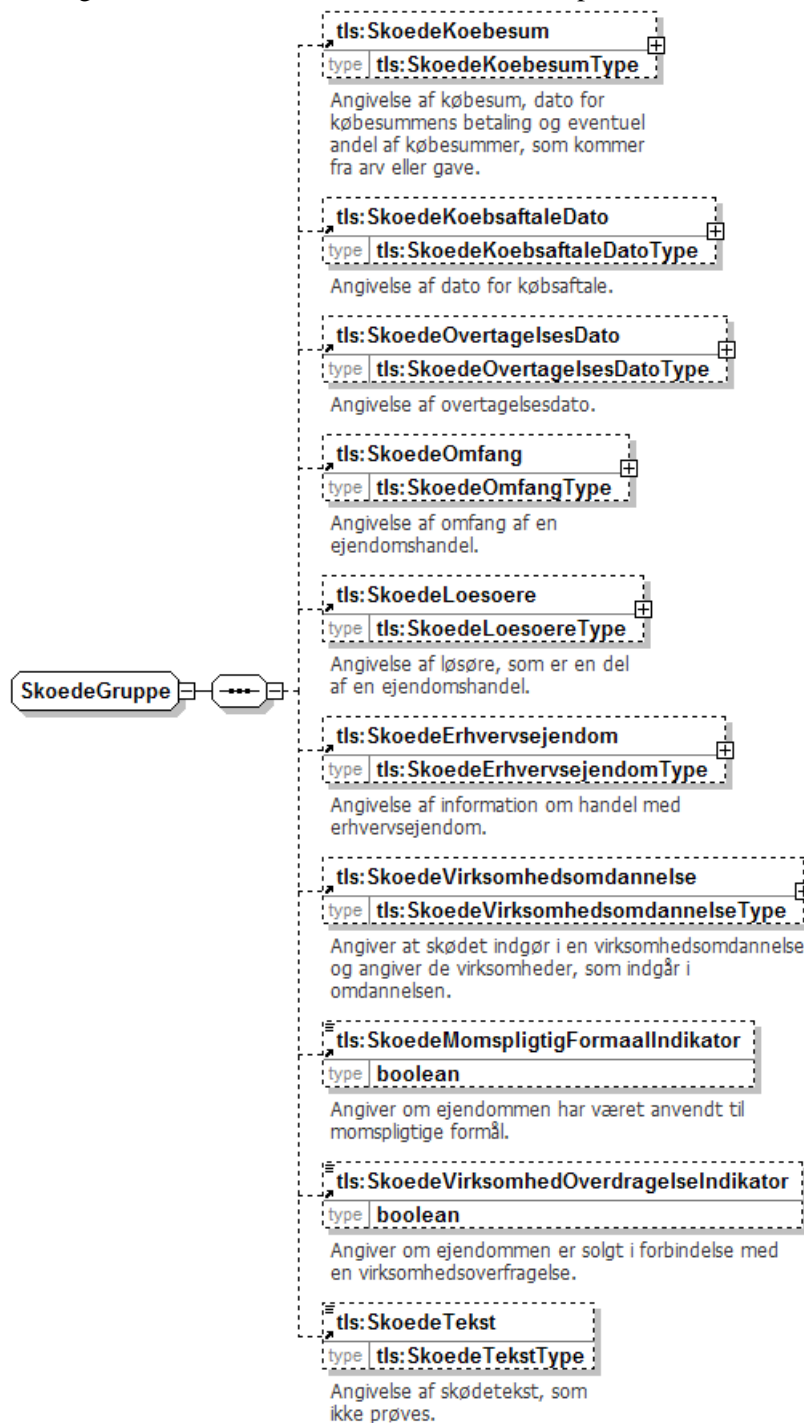 tls:SkoedeKoebesum
type tls:SkoedeKoebesumType
Angivelse af købesum, dato for
købesummens betaling og eventuel
andel af købesummer, som kommer
fra arv eller gave.
tls:SkoedeKoebsaftaleDato
type tls:SkoedeKoebsaftaleDatoType
Angivelse af dato for købsaftale.
tls:SkoedeOvertagelsesDato
type tls:SkoedeOvertagelsesDatoType
Angivelse af overtagelsesdato.
tls:SkoedeOmfang
type tls:SkoedeOmfangType
Angivelse af omfang af en
ejendomshandel.
tls:SkoedeLoesoere
type tls:SkoedeLoesoereType
Angivelse af løsøre, som er en del
af en ejendomshandel.
SkoedeGruppe
tls:SkoedeErhvervsejendom
type tls:SkoedeErhvervsejendomType
Angivelse af information om handel med
erhvervsejendom.
tls:SkoedeVirksomhedsomdannelse
type tls:SkoedeVirksomhedsomdannelseType
Angiver at skødet indgør i en virksomhedsomdannelse
og angiver de virksomheder, som indgår i
omdannelsen.
tls:SkoedeMomspligtigFormaalIndikator
type boolean
Angiver om ejendommen har været anvendt til
momspligtige formål.
tls:SkoedeVirksomhedOverdragelseIndikator
type boolean
Angiver om ejendommen er solgt i forbindelse med
en virksomhedsoverfragelse.
tls:SkoedeTekst
type tls:SkoedeTekstType
Angivelse af skødetekst, som
ikke prøves.